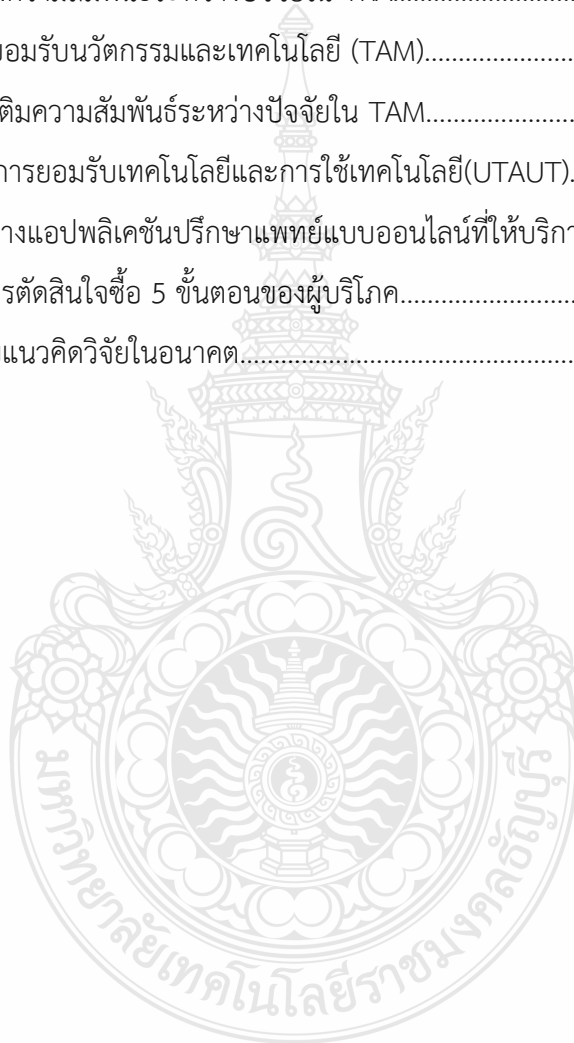 ยอมรับนวัตกรรมและเทคโนโลยี (TAM)......................
ติมความสัมพันธ์ระหว่างปัจจัยใน TAM......................
การยอมรับเทคโนโลยีและการใช้เทคโนโลยี(UTAUT).
างแอปพลิเคชันปรึกษาแพทย์แบบออนไลน์ที่ให้บริกา
รตัดสินใจซื้อ 5 ขั้นตอนของผู้บริโภค..........................
แนวคิดวิจัยในอนาคต..................................................
มหาวิทยาลัยเทคโนโลยีราชมงคลธัญบุรี